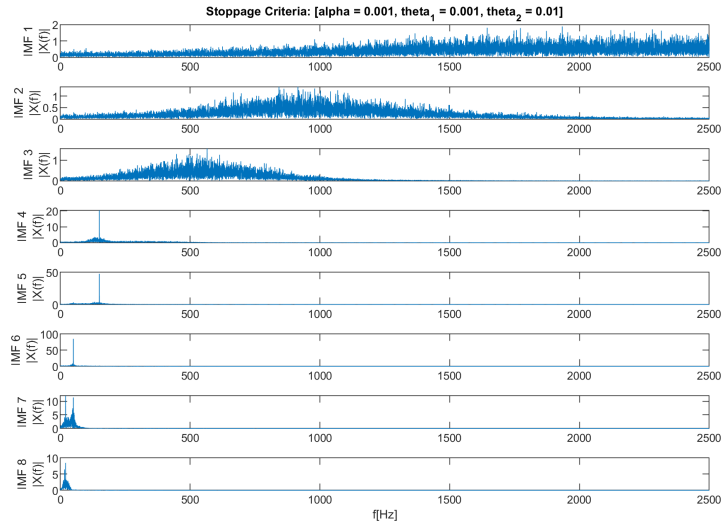 Stoppage Criteria: [alpha = 0.001, theta1 = 0.001, theta2 = 0.01]
IMF 1
|X(f)|
2
1
0
0 500 1000 1500 2000 2500
IMF 2
|X(f)|
1
0.5
0
0 500 1000 1500 2000 2500
IMF 3
|X(f)|
1
0
0 500 1000 1500 2000 2500
IMF 4
|X(f)|
20
10
0
0 500 1000 1500 2000 2500
IMF 5
|X(f)|
50
0
0 500 1000 1500 2000 2500
IMF 6
|X(f)|
100
50
0
0 500 1000 1500 2000 2500
IMF 7
|X(f)|
10
5
0
0 500 1000 1500 2000 2500
IMF 8
|X(f)|
10
5
0
0 500 1000 1500 2000 2500
f[Hz]